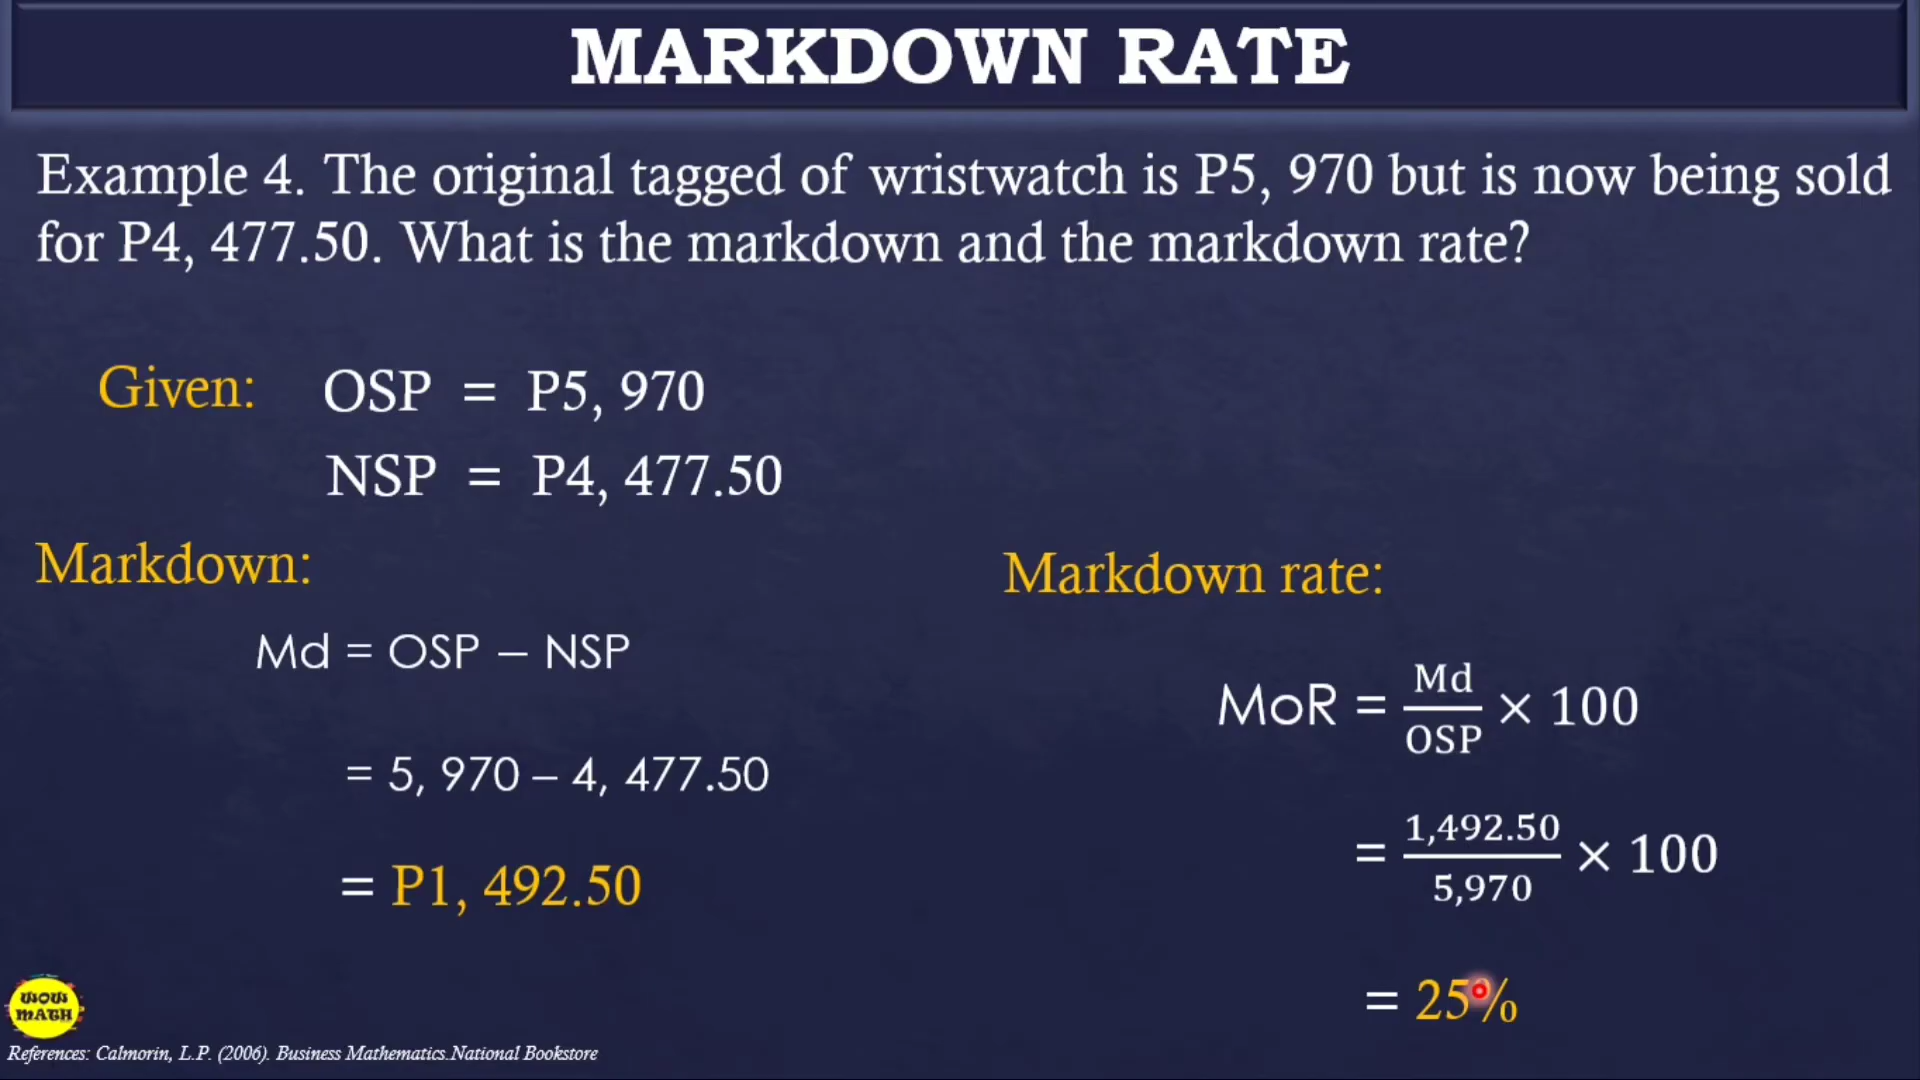 MARKDOWN RATE
Example 4. The original tagged of wristwatch is P5, 970 but is now being sold
for P4, 477.50. What is the markdown and the markdown rate?
Given: OSP = P5, 970
NSP = P4, 477.50
Markdown:
Md = OSP – NSP
= 5, 970 – 4, 477.50
= P1, 492.50
Markdown rate:
MoR = Md/OSP × 100
= 1,492.50/5,970 × 100
= 25%
WOW
MATH
References: Calmorin, L.P. (2006). Business Mathematics.National Bookstore